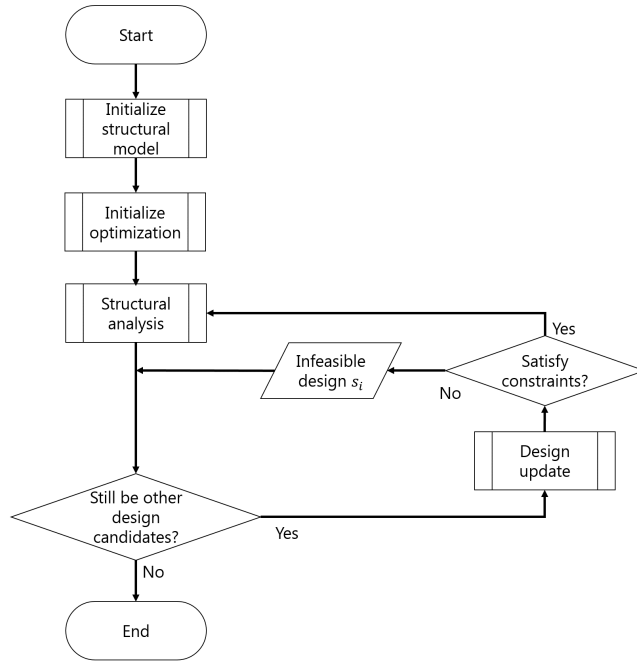 Start
Initialize
structural
model
Initialize
optimization
Structural
analysis
Yes
Infeasible
design sᵢ
Satisfy
constraints?
No
Design
update
Still be other
design
candidates?
Yes
No
End